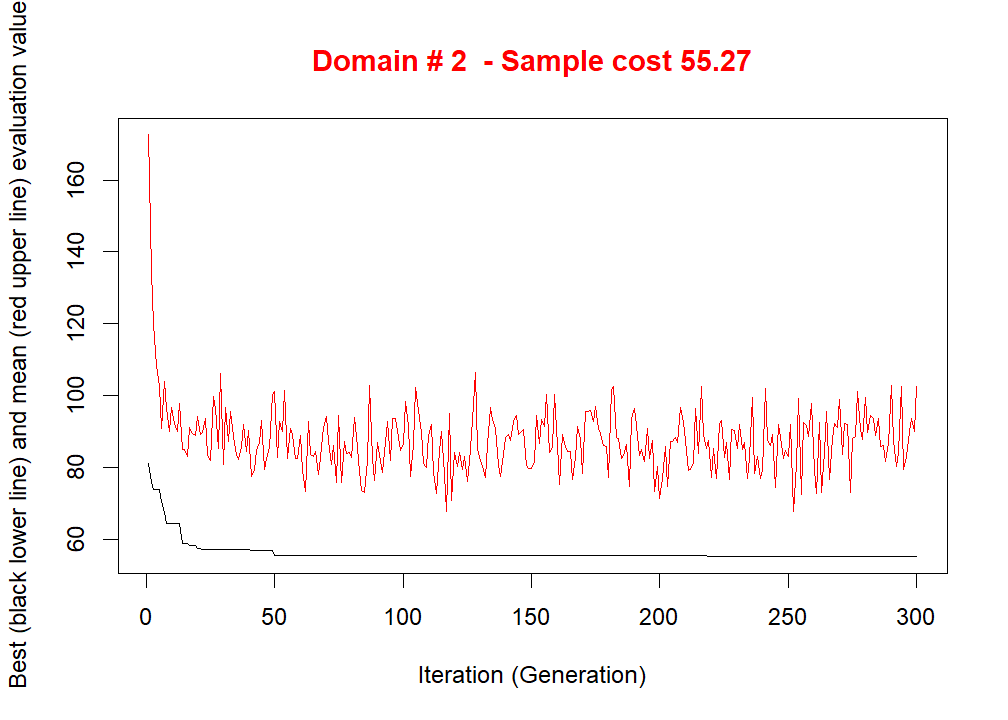 Domain # 2  - Sample cost 55.27
Best (black lower line) and mean (red upper line) evaluation value
160
140
120
100
80
60
0 50 100 150 200 250 300
Iteration (Generation)